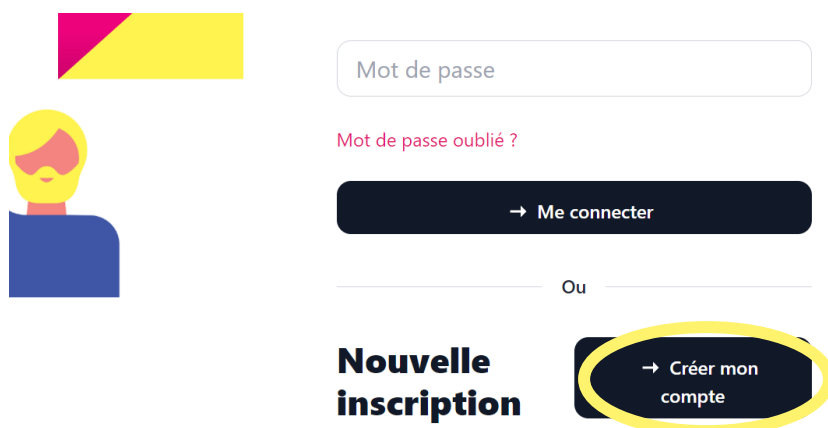 Mot de passe
Mot de passe oublié ?
→ Me connecter
Ou
Nouvelle
inscription
→ Créer mon
compte